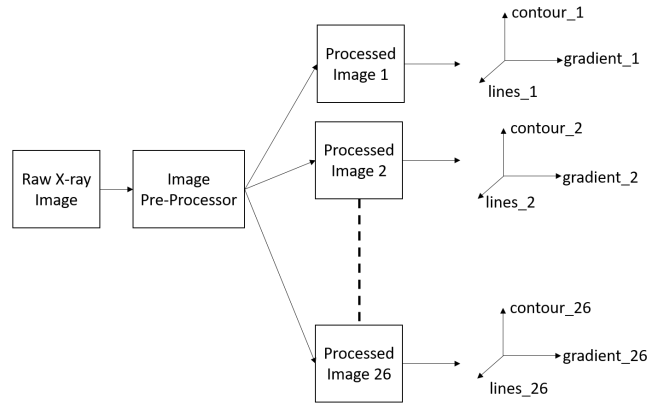 Raw X-ray
Image
Image
Pre-Processor
Processed
Image 1
contour_1
gradient_1
lines_1
Processed
Image 2
contour_2
gradient_2
lines_2
Processed
Image 26
contour_26
gradient_26
lines_26